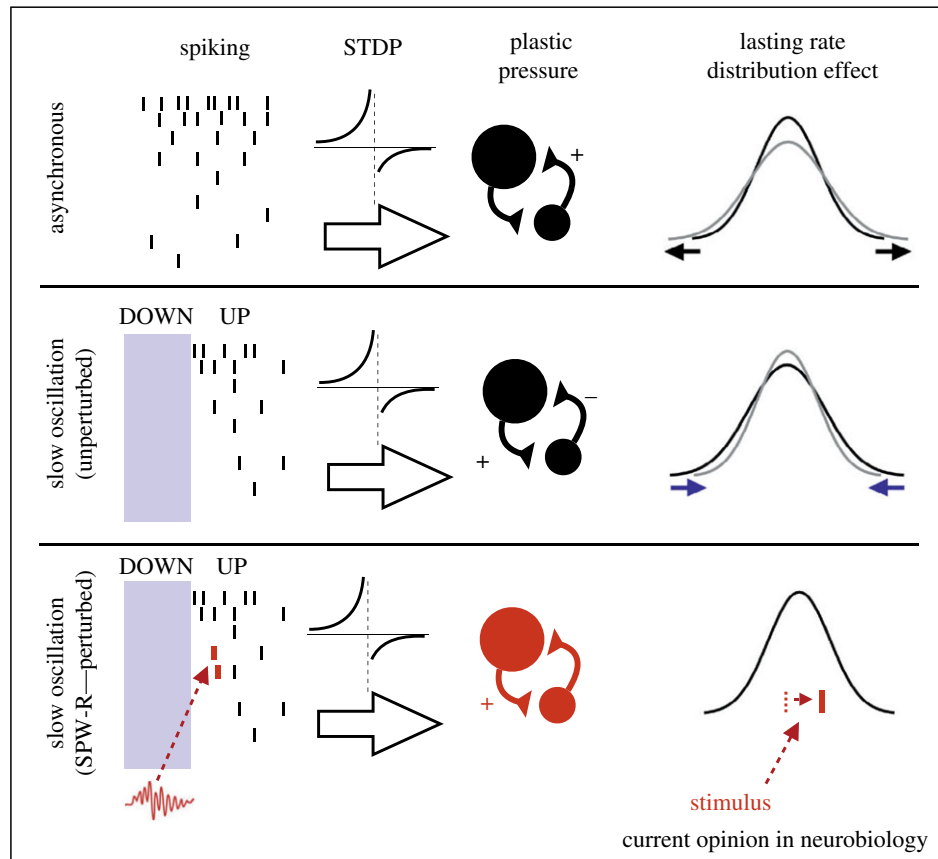 spiking
STDP
plastic
pressure
lasting rate
distribution effect
asynchronous
+
DOWN
UP
slow oscillation
(unperturbed)
–
+
DOWN
UP
slow oscillation
(SPW-R—perturbed)
+
stimulus
current opinion in neurobiology